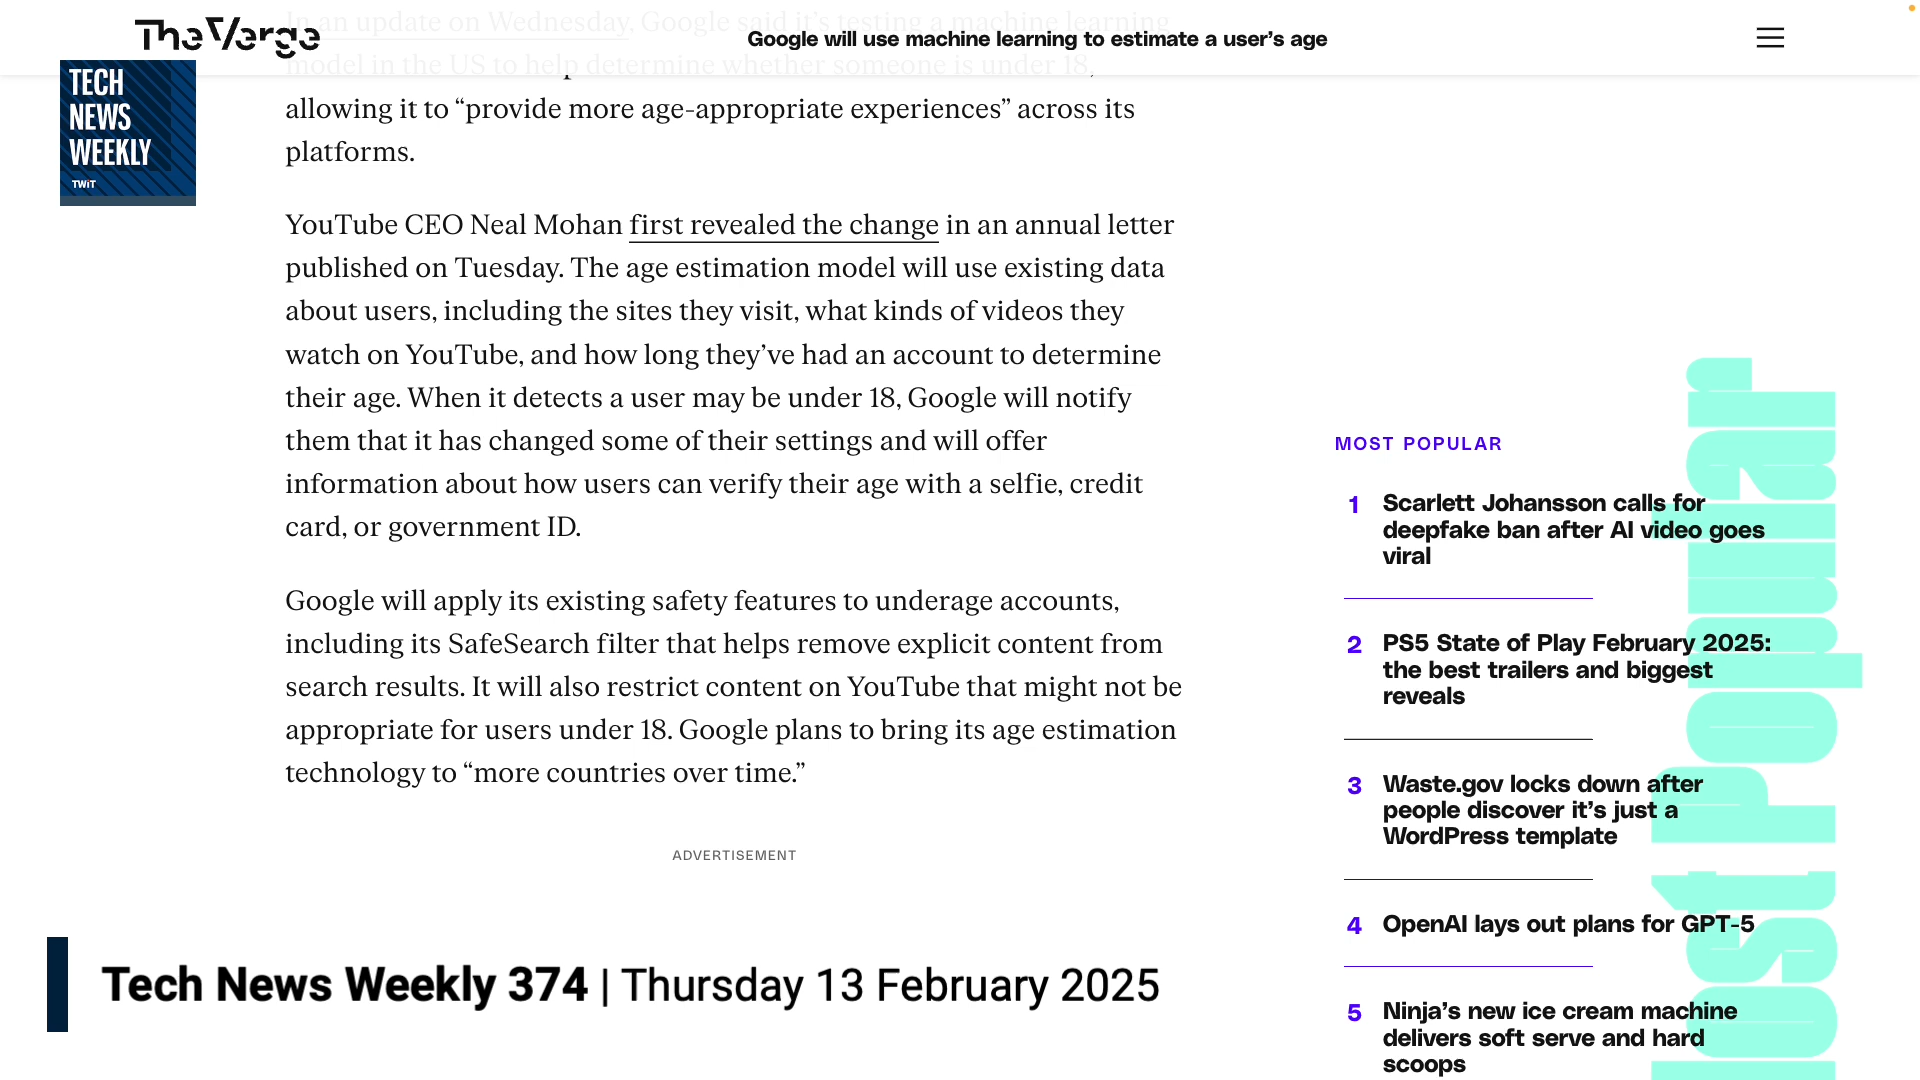 The Verge
Google will use machine learning to estimate a user's age
In an update on Wednesday, Google said it's testing a machine learning
model in the US to help determine whether someone is under 18,
allowing it to “provide more age-appropriate experiences” across its
platforms.
TECH
NEWS
WEEKLY
TWiT
YouTube CEO Neal Mohan first revealed the change in an annual letter
published on Tuesday. The age estimation model will use existing data
about users, including the sites they visit, what kinds of videos they
watch on YouTube, and how long they’ve had an account to determine
their age. When it detects a user may be under 18, Google will notify
them that it has changed some of their settings and will offer
information about how users can verify their age with a selfie, credit
card, or government ID.
Google will apply its existing safety features to underage accounts,
including its SafeSearch filter that helps remove explicit content from
search results. It will also restrict content on YouTube that might not be
appropriate for users under 18. Google plans to bring its age estimation
technology to “more countries over time.”
ADVERTISEMENT
MOST POPULAR
1 Scarlett Johansson calls for
deepfake ban after AI video goes
viral
2 PS5 State of Play February 2025:
the best trailers and biggest
reveals
3 Waste.gov locks down after
people discover it’s just a
WordPress template
4 OpenAI lays out plans for GPT-5
5 Ninja’s new ice cream machine
delivers soft serve and hard
scoops
ost Popular
Tech News Weekly 374 | Thursday 13 February 2025